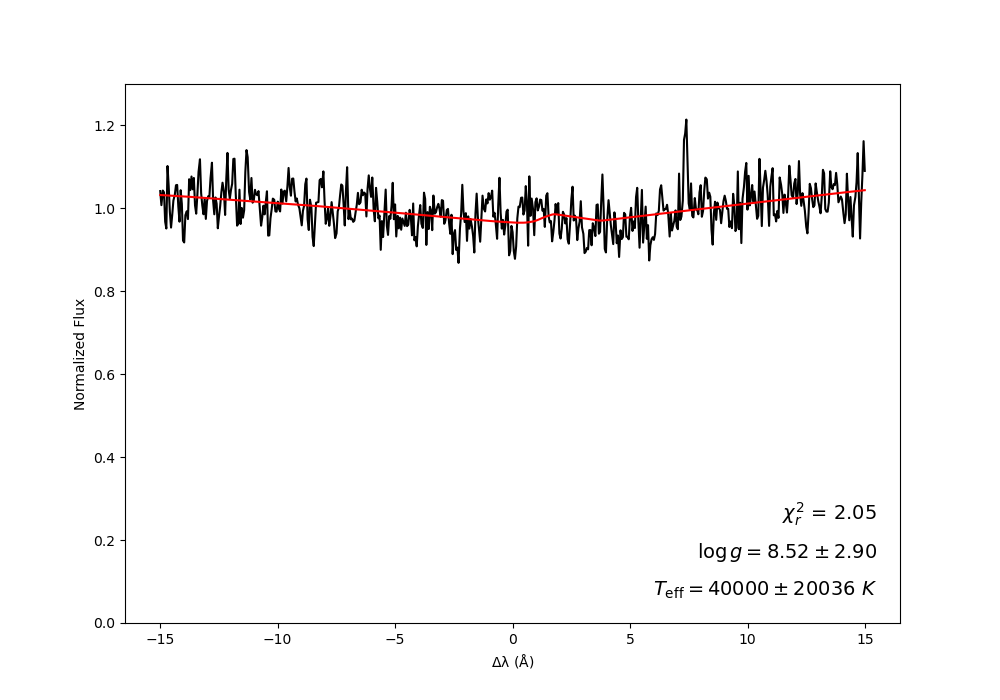 1.2
1.0
0.8
0.6
0.4
0.2
0.0
Normalized Flux
χ²ᵣ = 2.05
log g = 8.52 ± 2.90
T_eff = 40000 ± 20036 K
−15 −10 −5 0 5 10 15
Δλ (Å)